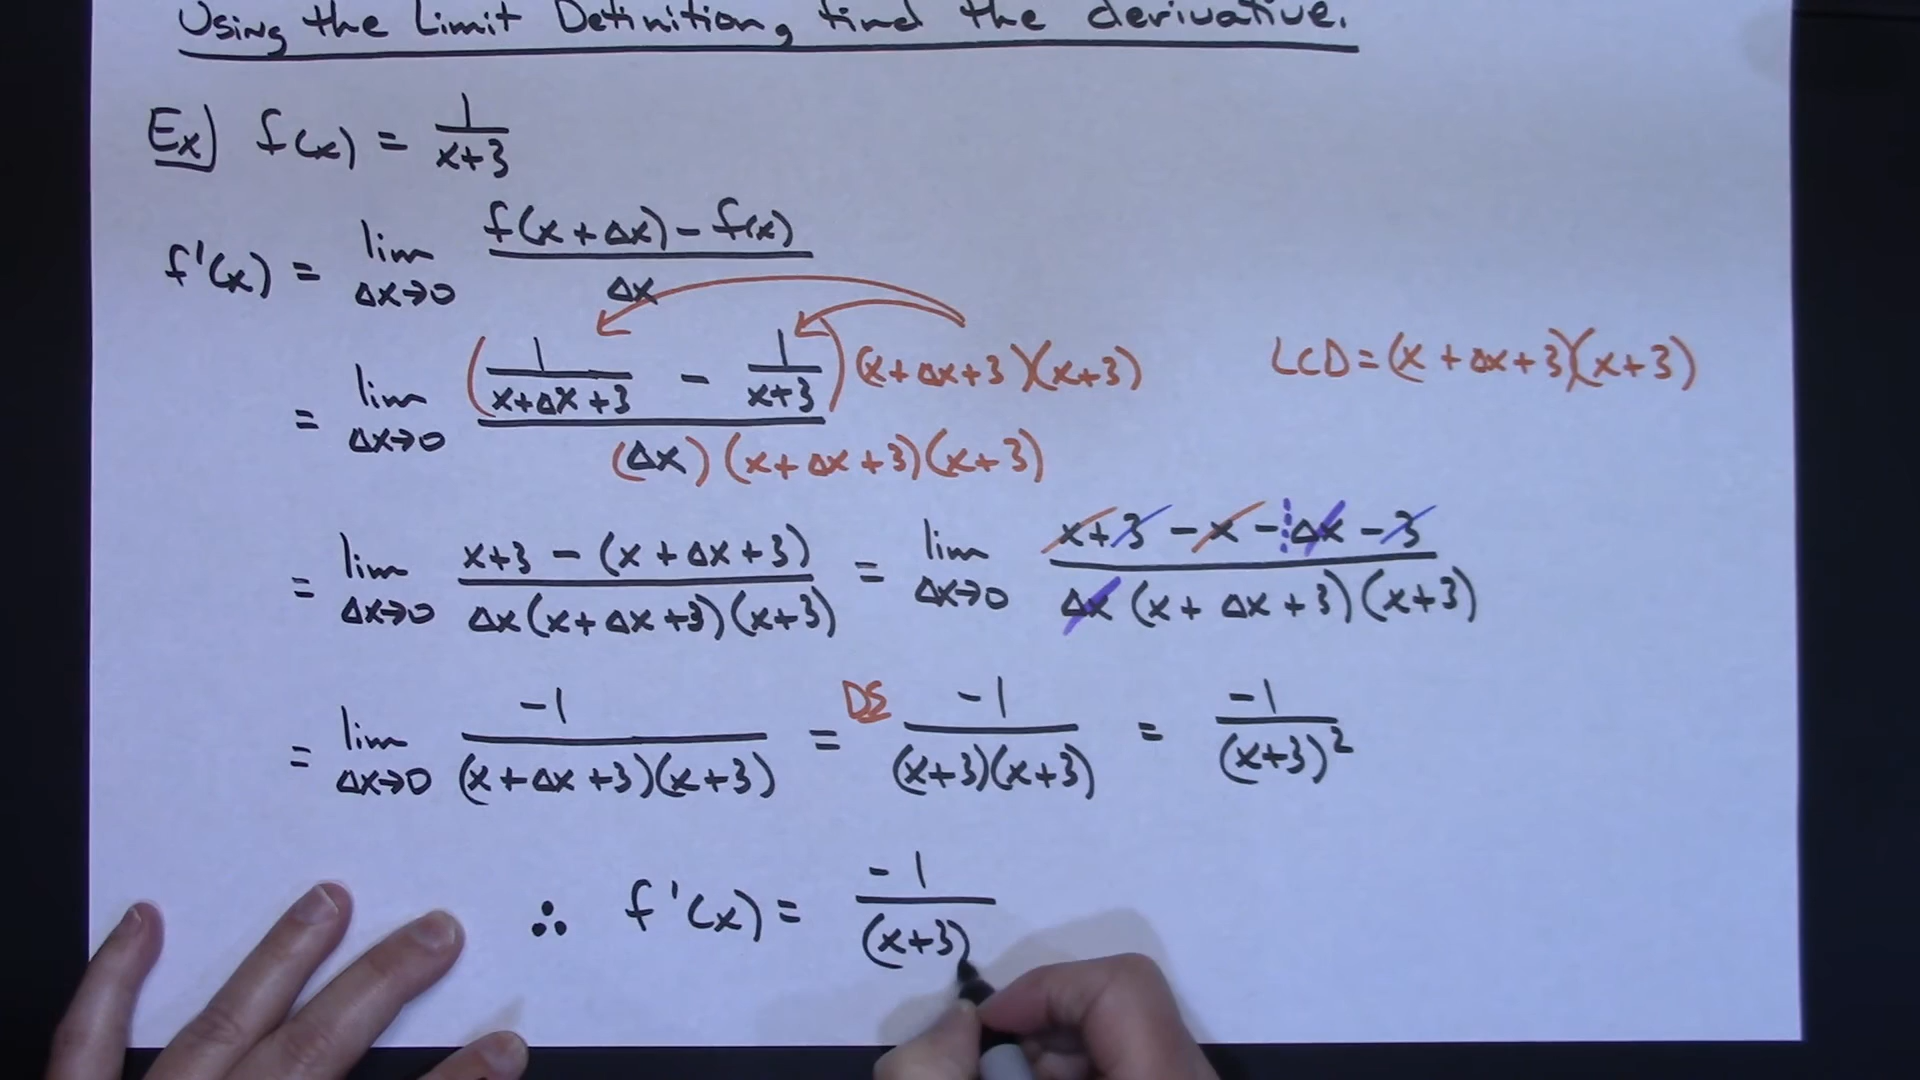 Using the Limit Definition, find the derivative.
Ex) f(x) = 1/(x+3)
f'(x) = lim Δx→0 (f(x+Δx) - f(x))/Δx
= lim Δx→0 (1/(x+Δx+3) - 1/(x+3))(x+Δx+3)(x+3) / (Δx)(x+Δx+3)(x+3) LCD = (x+Δx+3)(x+3)
= lim Δx→0 (x+3 - (x+Δx+3))/(Δx(x+Δx+3)(x+3)) = lim Δx→0 (x+3 - x - Δx - 3)/(Δx(x+Δx+3)(x+3))
= lim Δx→0 -1/((x+Δx+3)(x+3)) = DS -1/((x+3)(x+3)) = -1/(x+3)²
∴ f'(x) = -1/(x+3)